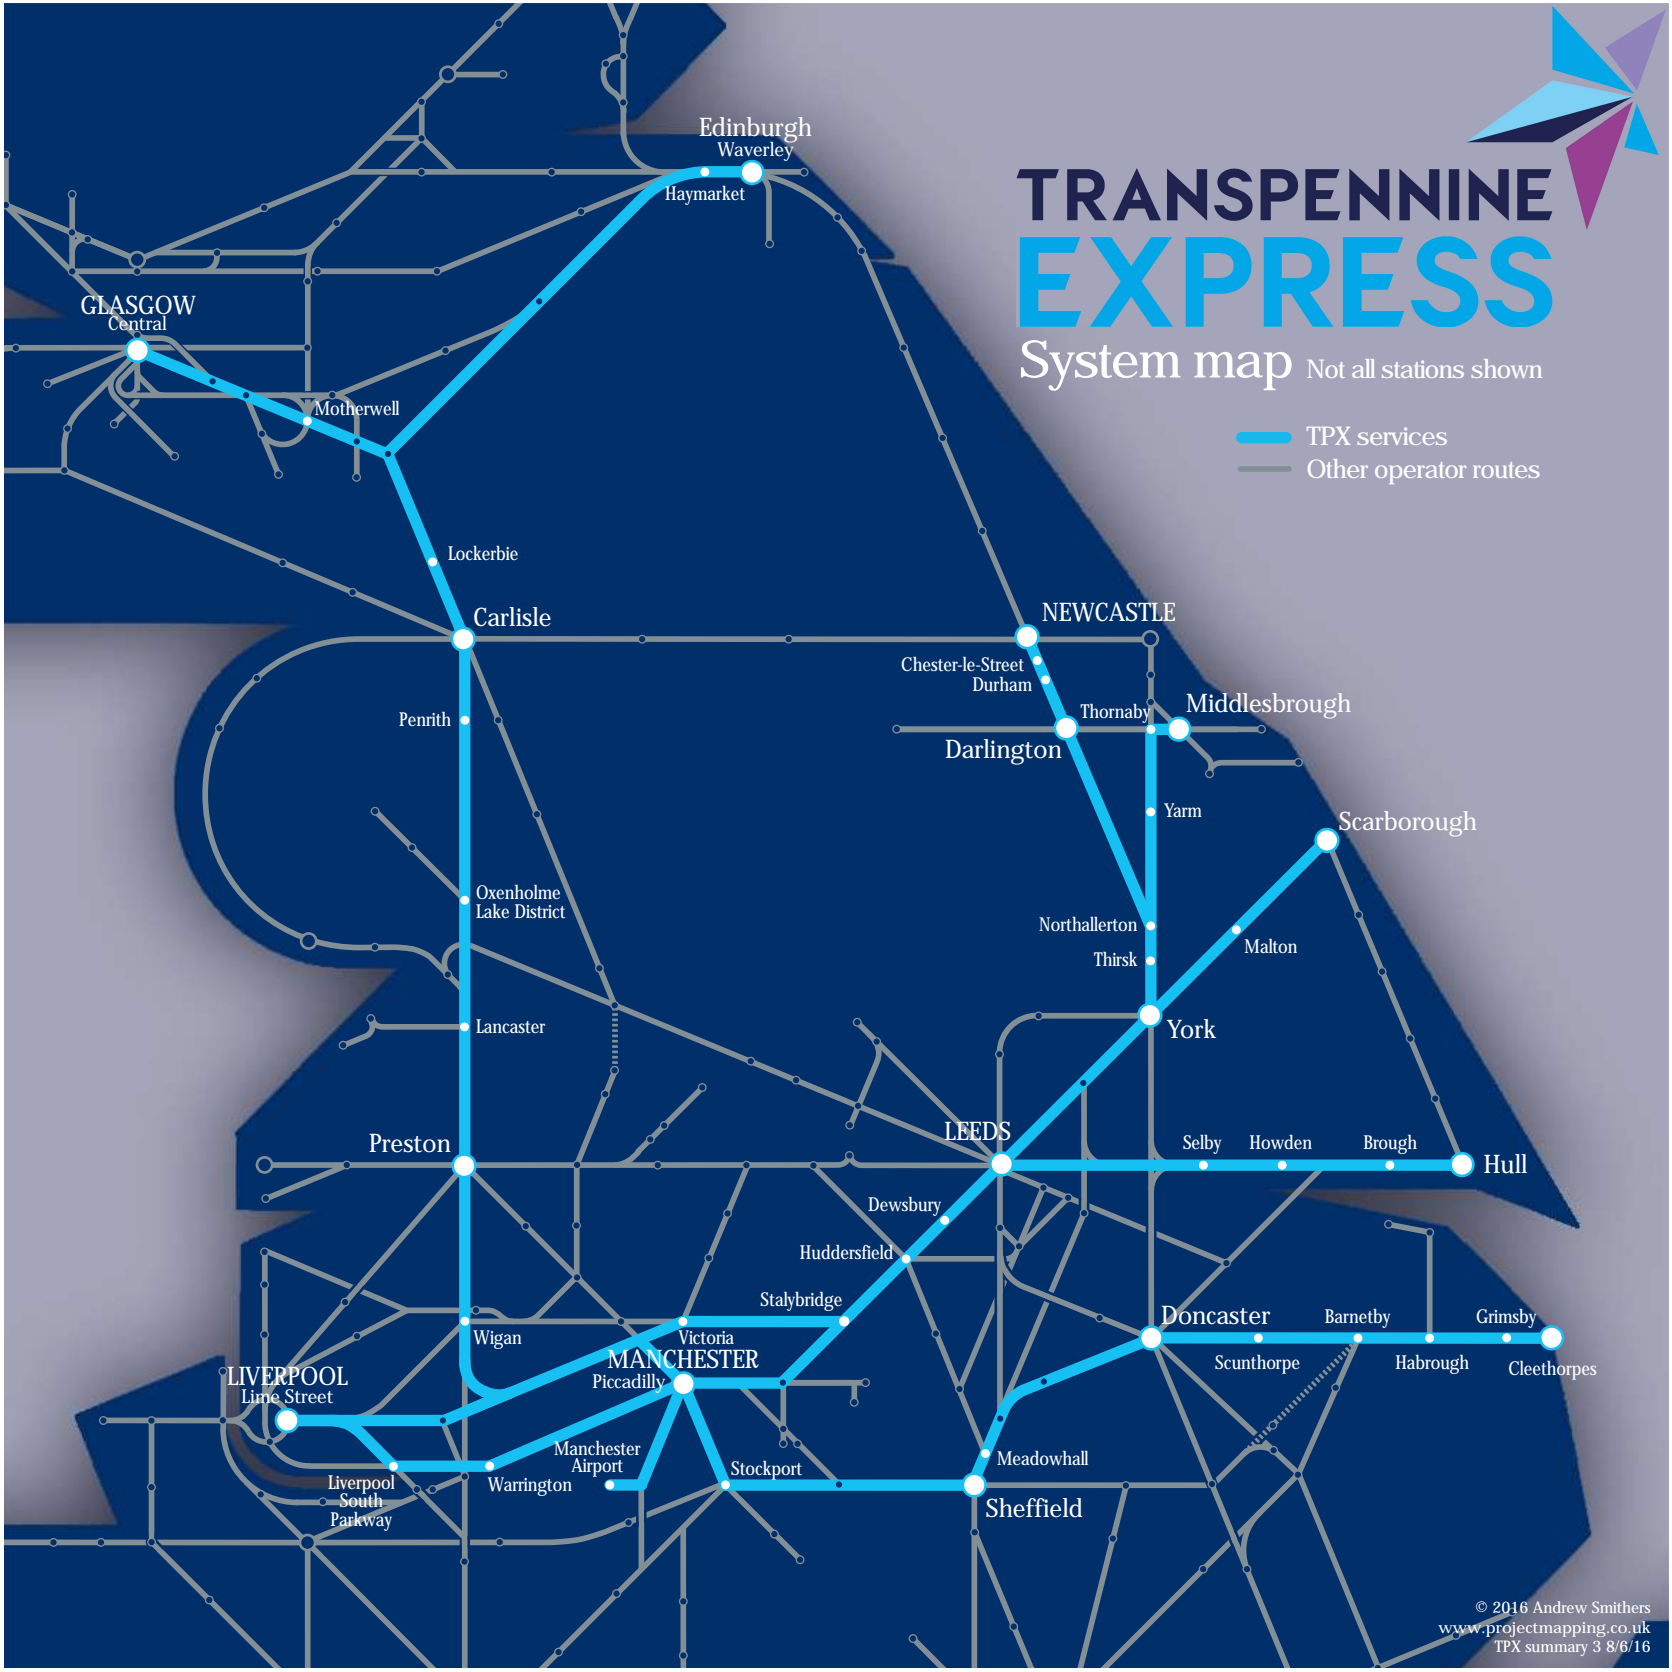 Edinburgh
Waverley
Haymarket
TRANSPENNINE
EXPRESS
System map Not all stations shown
TPX services
Other operator routes
GLASGOW
Central
Motherwell
Lockerbie
Carlisle
NEWCASTLE
Chester-le-Street
Durham
Thornaby
Middlesbrough
Darlington
Penrith
Yarm
Scarborough
Oxenholme
Lake District
Northallerton
Malton
Thirsk
Lancaster
York
Preston
LEEDS
Selby
Howden
Brough
Hull
Dewsbury
Huddersfield
Stalybridge
Wigan
Victoria
MANCHESTER
Piccadilly
Doncaster
Barnetby
Grimsby
Scunthorpe
Habrough
Cleethorpes
LIVERPOOL
Lime Street
Manchester
Airport
Stockport
Meadowhall
Liverpool
South
Parkway
Warrington
Sheffield
© 2016 Andrew Smithers
www.projectmapping.co.uk
TPX summary 3 8/6/16